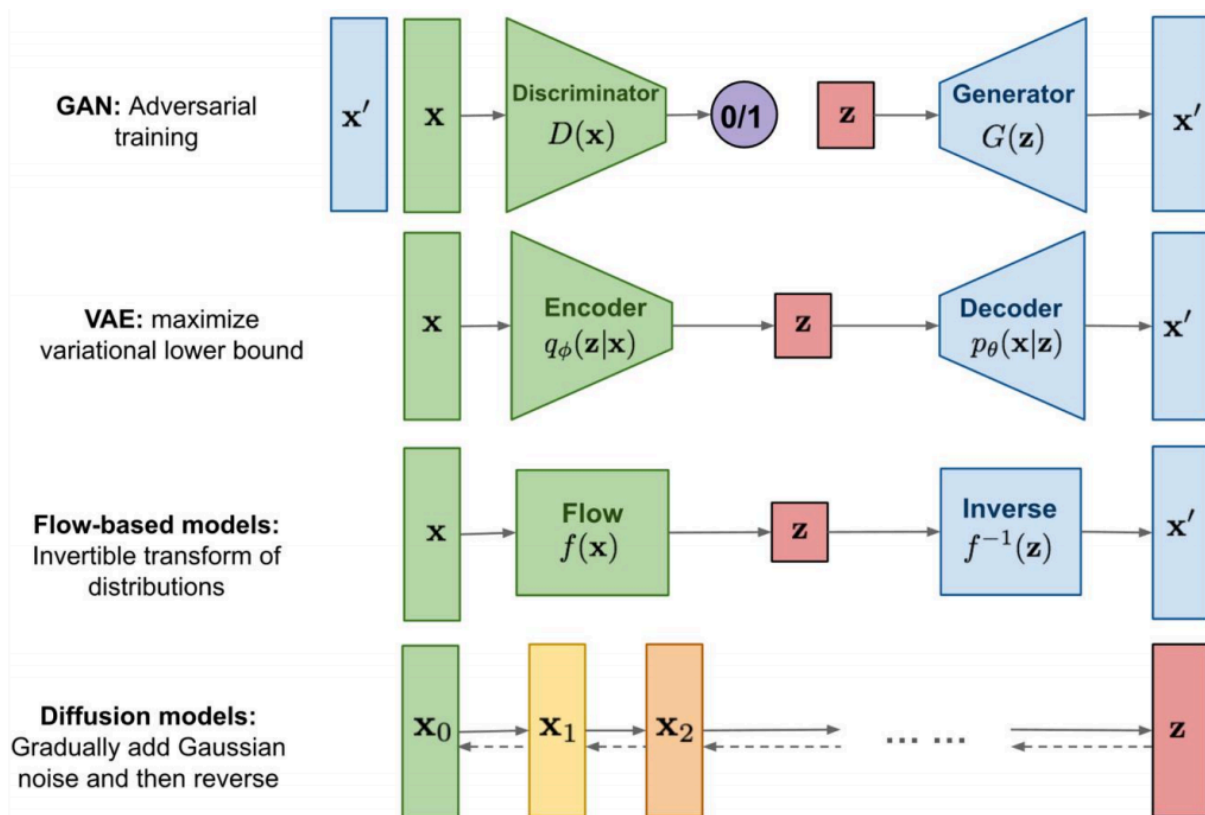 GAN: Adversarial
training
x′
x
Discriminator
D(x)
0/1
z
Generator
G(z)
x′
VAE: maximize
variational lower bound
x
Encoder
qϕ(z|x)
z
Decoder
pθ(x|z)
x′
Flow-based models:
Invertible transform of
distributions
x
Flow
f(x)
z
Inverse
f⁻¹(z)
x′
Diffusion models:
Gradually add Gaussian
noise and then reverse
x₀
x₁
x₂
... ...
z